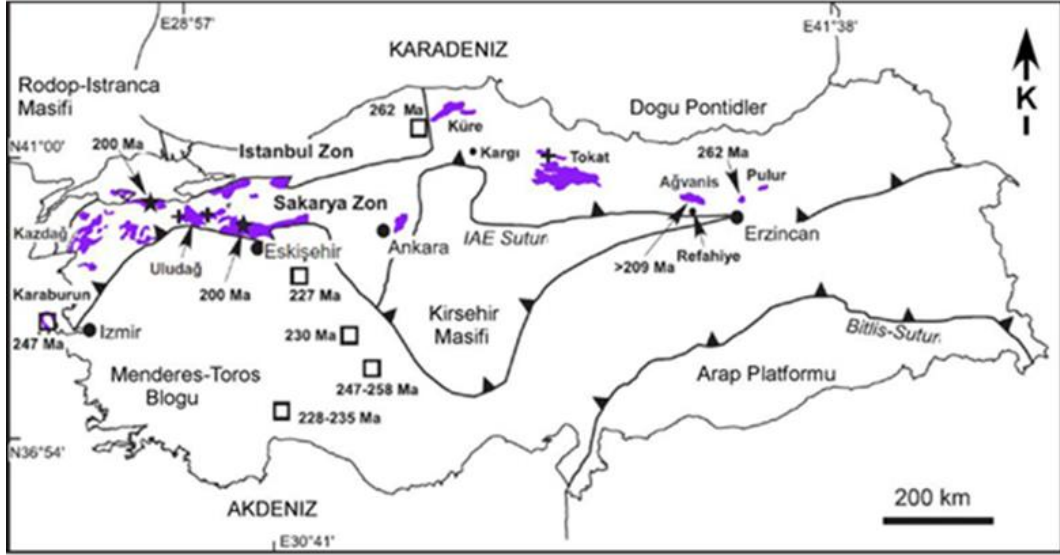 E28°57'
E41°38'
KARADENIZ
Rodop-Istranca
Masifi
K
262 Ma
Küre
Dogu Pontidler
N41°00'
200 Ma
Istanbul Zon
Kargı
Tokat
262 Ma
Pulur
Ağvanis
Sakarya Zon
Kazdağ
IAE Sutur
Erzincan
Ankara
Eskişehir
Uludağ
Refahiye
>209 Ma
200 Ma
227 Ma
Karaburun
Kirsehir
Masifi
Izmir
247 Ma
230 Ma
Bitlis-Sutur
Menderes-Toros
Blogu
Arap Platformu
247-258 Ma
228-235 Ma
N36°54'
200 km
AKDENIZ
E30°41'